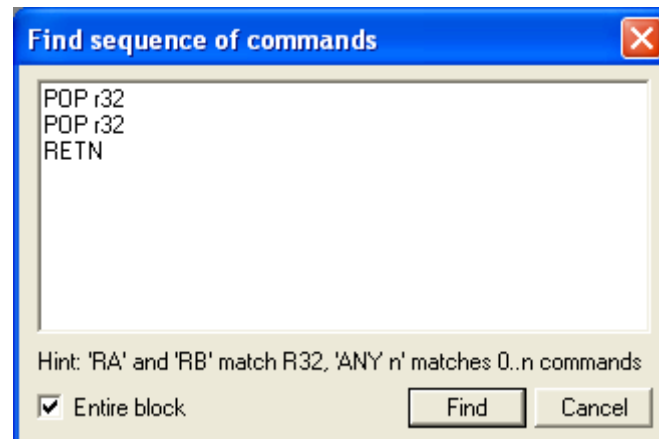 Find sequence of commands
POP r32
POP r32
RETN
Hint: 'RA' and 'RB' match R32, 'ANY n' matches 0..n commands
Entire block
Find
Cancel